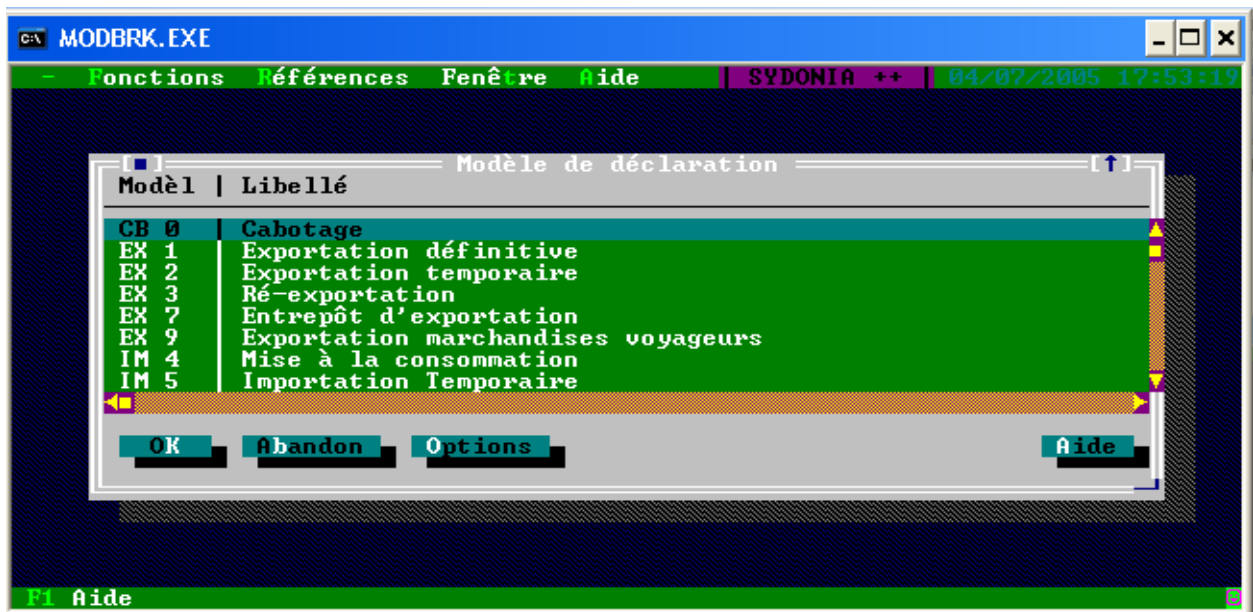 MODBRK.EXE
- Fonctions Références Fenêtre Aide | SYDONIA ++ | 04/07/2005 17:53:19
Modèle de déclaration
Modèl | Libellé
CB 0 | Cabotage
EX 1 | Exportation définitive
EX 2 | Exportation temporaire
EX 3 | Ré-exportation
EX 7 | Entrepôt d'exportation
EX 9 | Exportation marchandises voyageurs
IM 4 | Mise à la consommation
IM 5 | Importation Temporaire
OK Abandon Options Aide
F1 Aide